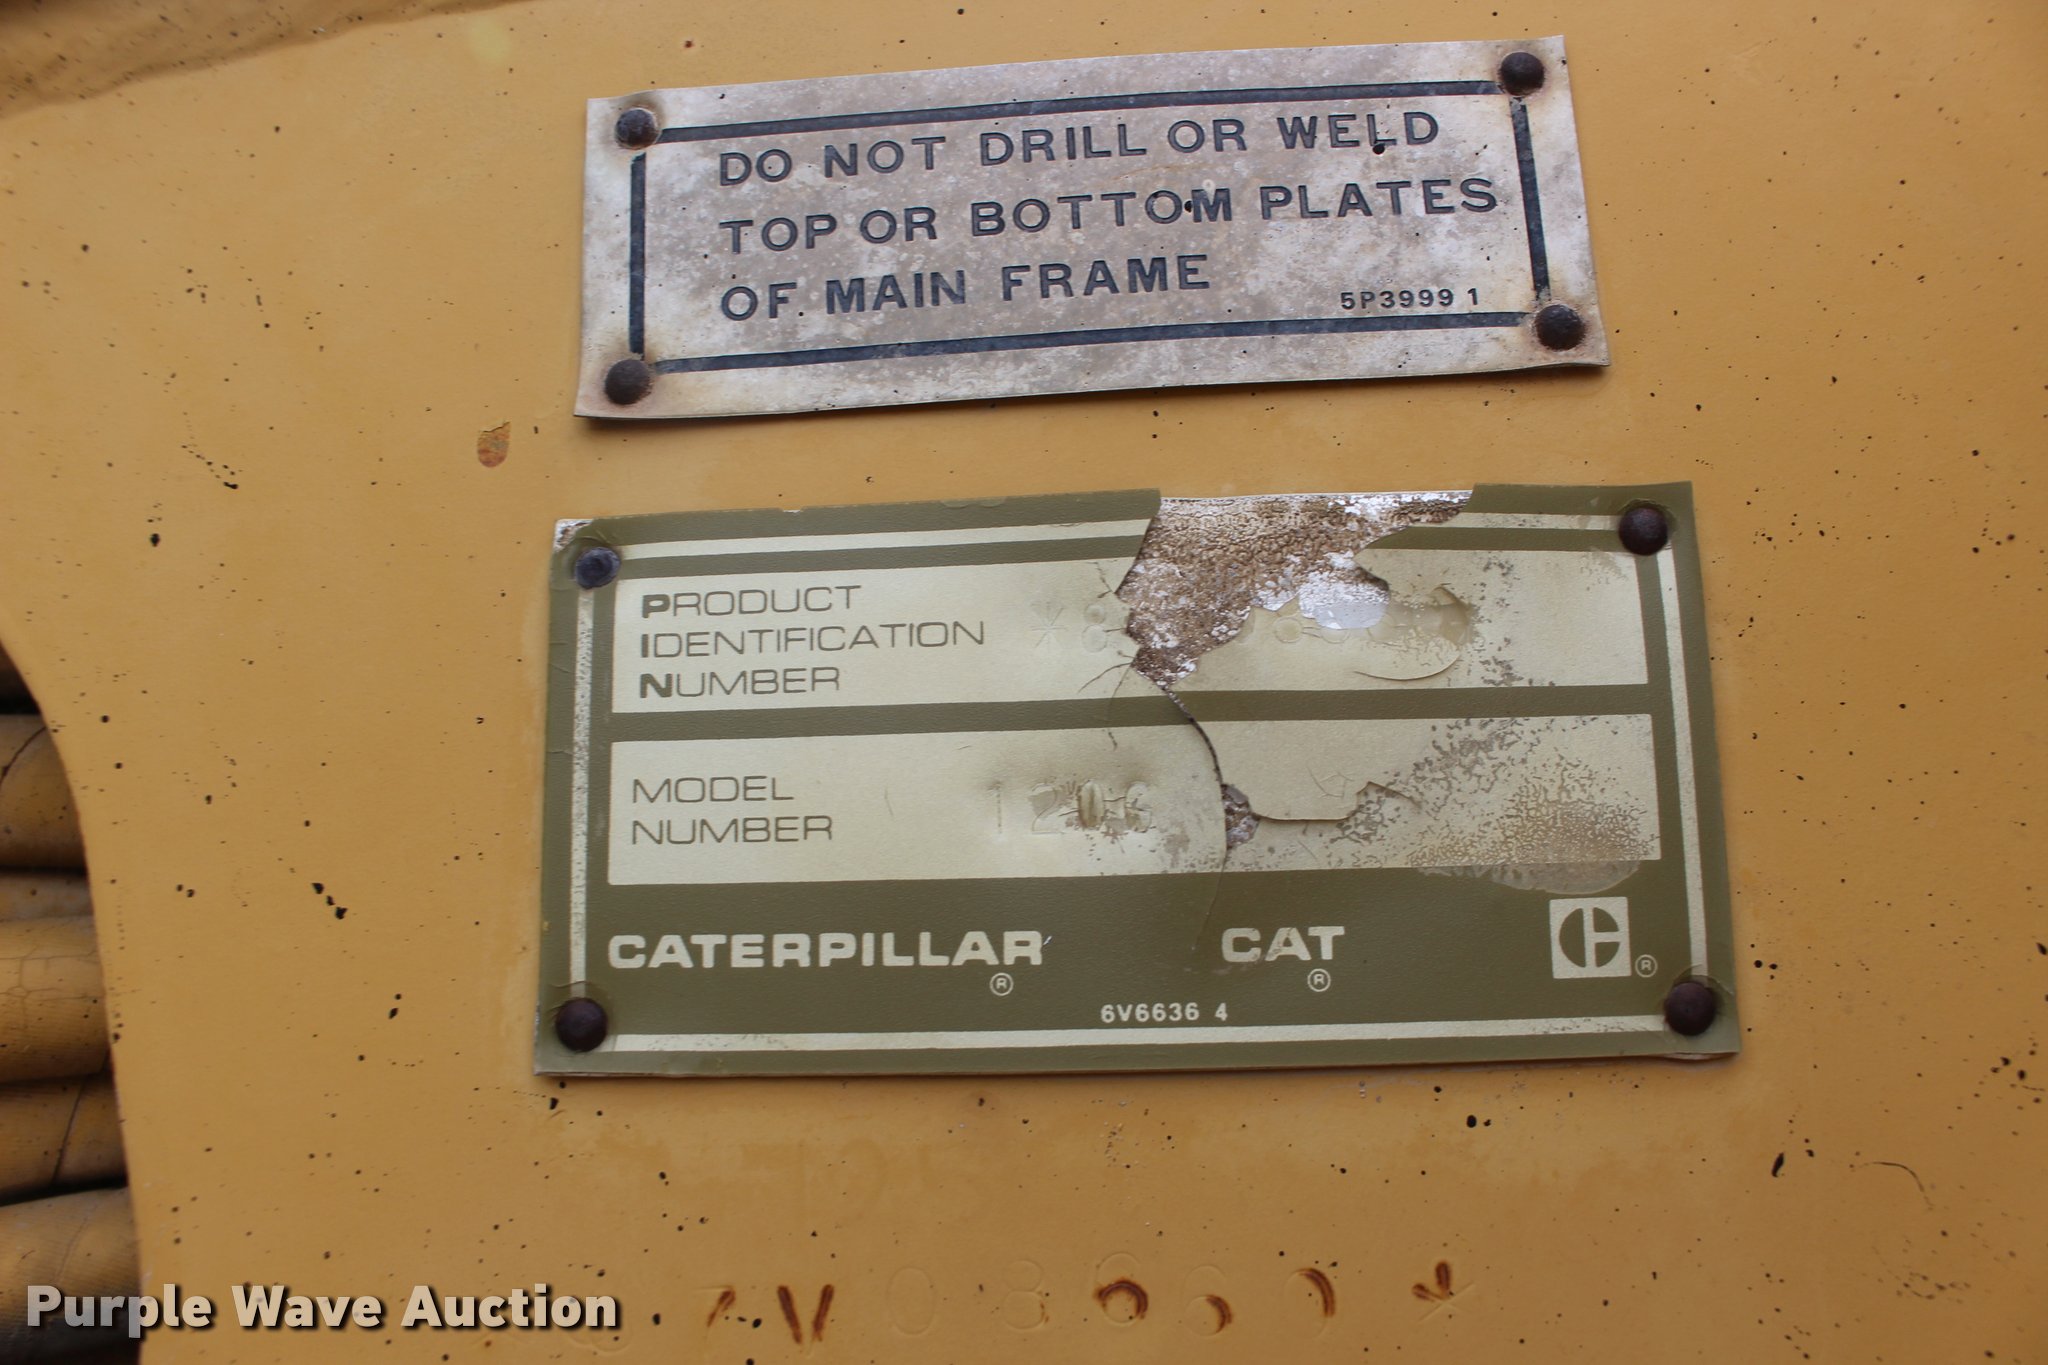 DO NOT DRILL OR WELD
TOP OR BOTTOM PLATES
OF MAIN FRAME
5P3999 1
PRODUCT
IDENTIFICATION
NUMBER
MODEL
NUMBER
120G
CATERPILLAR ® CAT ® C ®
6V6636 4
Purple Wave Auction